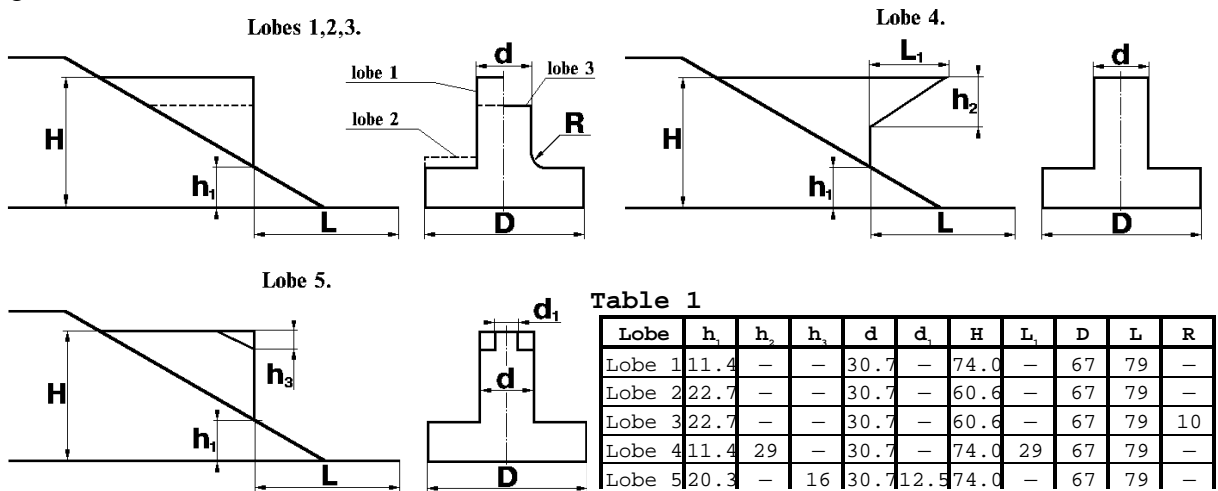 Lobes 1,2,3.
H
h₁
L
lobe 1
lobe 2
d
lobe 3
R
D
Lobe 4.
L₁
h₂
H
h₁
L
d
D
Lobe 5.
H
h₃
h₁
L
d₁
d
D
Table 1
Lobe h₁ h₂ h₃ d d₁ H L₁ D L R
Lobe 1 11.4 – – 30.7 – 74.0 – 67 79 –
Lobe 2 22.7 – – 30.7 – 60.6 – 67 79 –
Lobe 3 22.7 – – 30.7 – 60.6 – 67 79 10
Lobe 4 11.4 29 – 30.7 – 74.0 29 67 79 –
Lobe 5 20.3 – 16 30.7 12.5 74.0 – 67 79 –